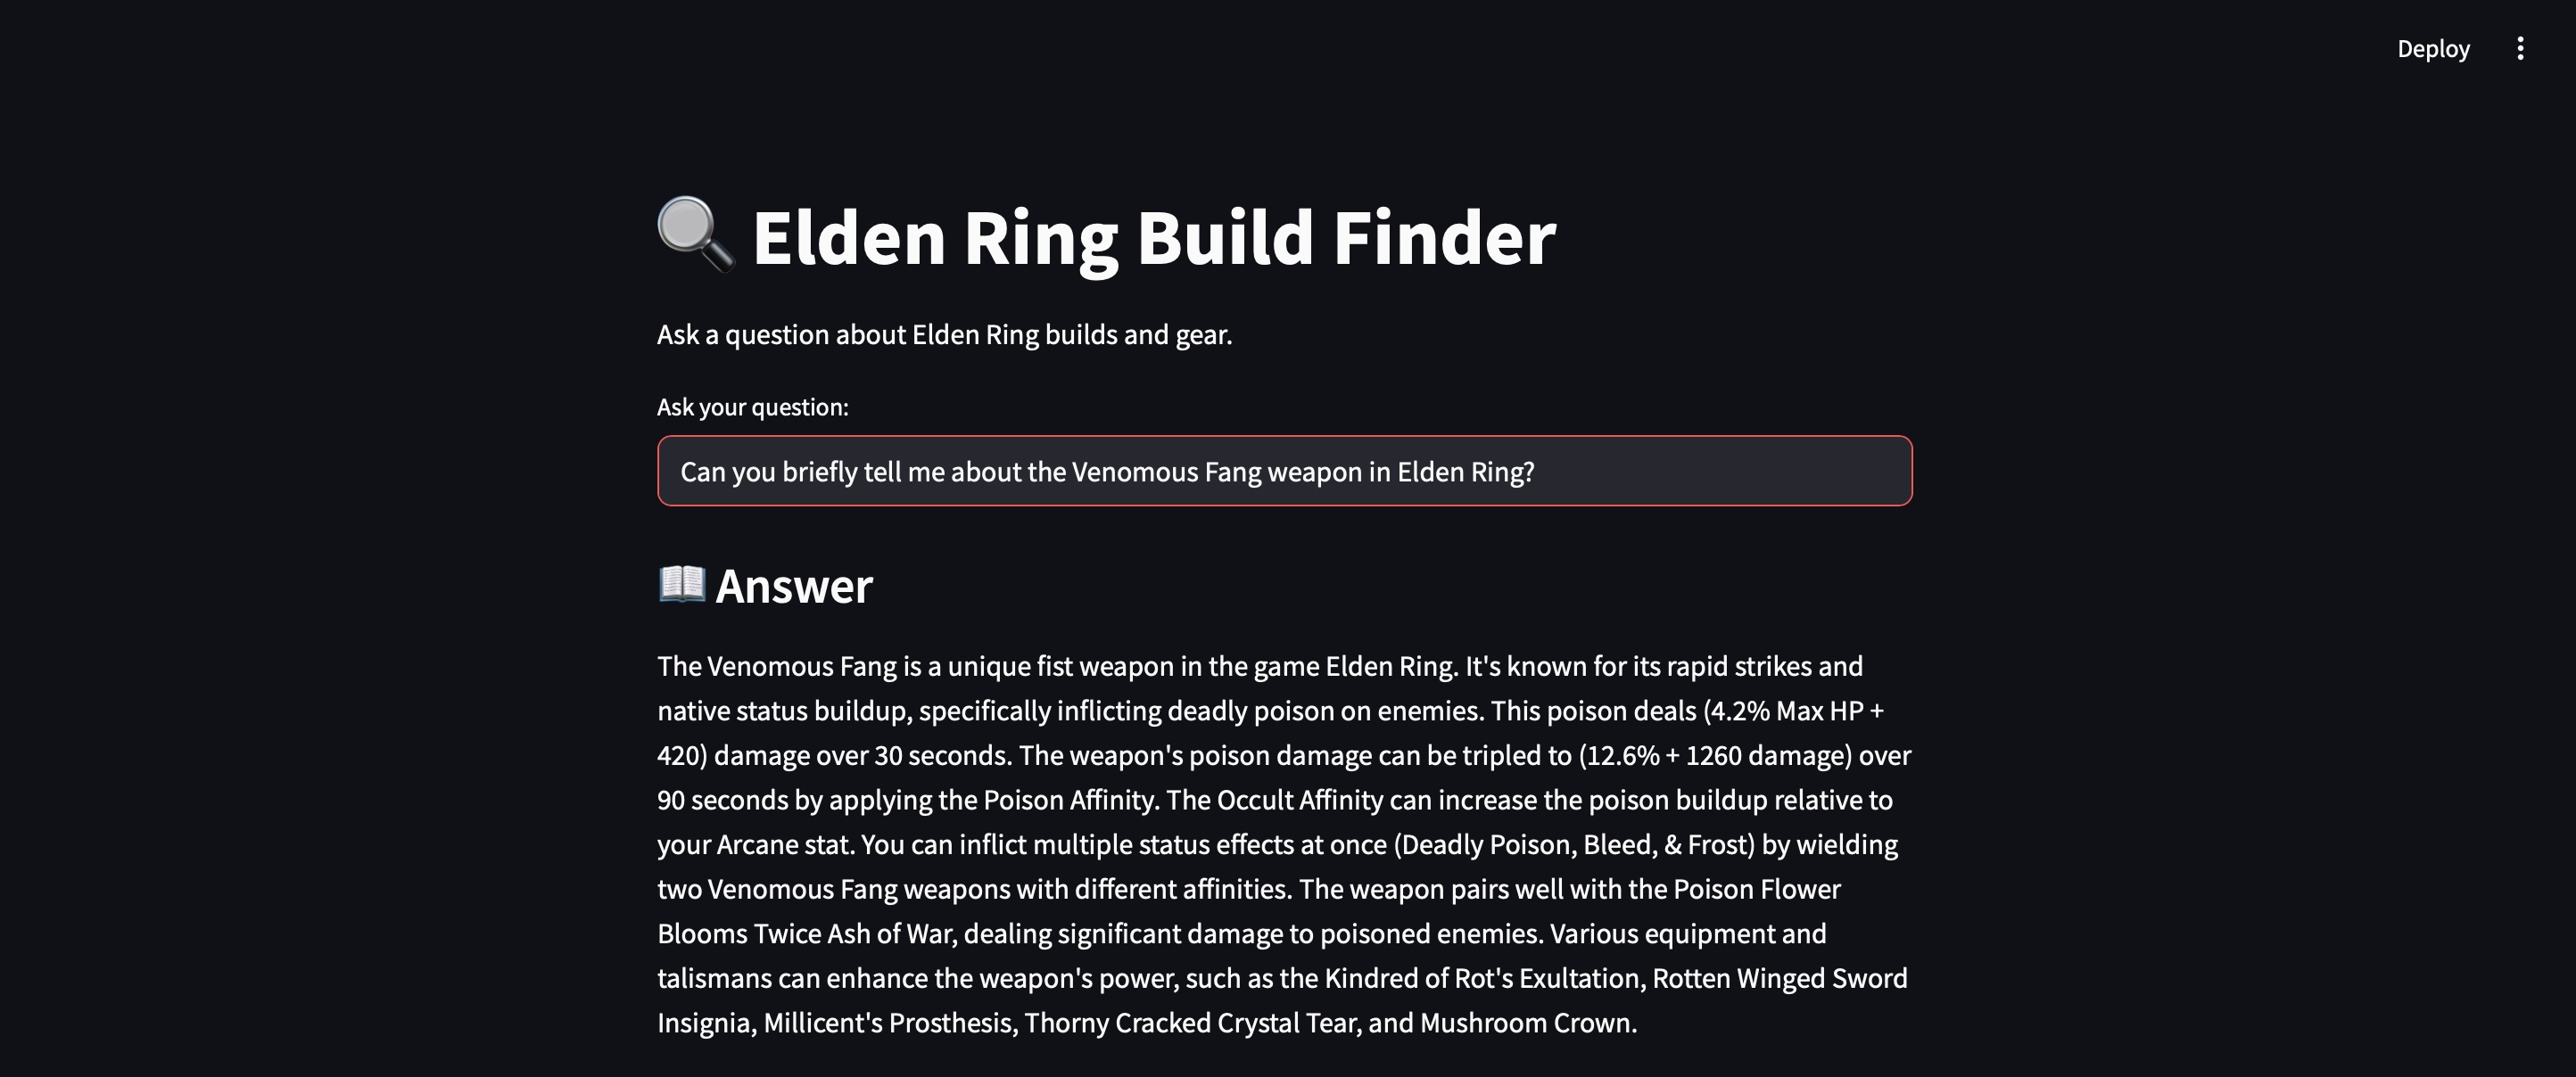 Deploy
🔍 Elden Ring Build Finder
Ask a question about Elden Ring builds and gear.
Ask your question:
Can you briefly tell me about the Venomous Fang weapon in Elden Ring?
📖 Answer
The Venomous Fang is a unique fist weapon in the game Elden Ring. It's known for its rapid strikes and
native status buildup, specifically inflicting deadly poison on enemies. This poison deals (4.2% Max HP +
420) damage over 30 seconds. The weapon's poison damage can be tripled to (12.6% + 1260 damage) over
90 seconds by applying the Poison Affinity. The Occult Affinity can increase the poison buildup relative to
your Arcane stat. You can inflict multiple status effects at once (Deadly Poison, Bleed, & Frost) by wielding
two Venomous Fang weapons with different affinities. The weapon pairs well with the Poison Flower
Blooms Twice Ash of War, dealing significant damage to poisoned enemies. Various equipment and
talismans can enhance the weapon's power, such as the Kindred of Rot's Exultation, Rotten Winged Sword
Insignia, Millicent's Prosthesis, Thorny Cracked Crystal Tear, and Mushroom Crown.